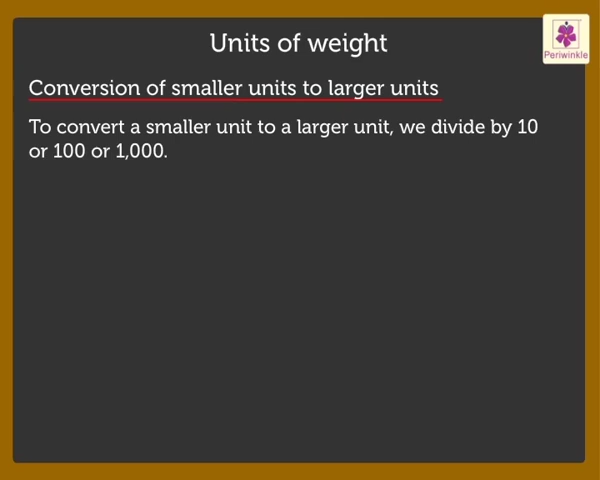 Units of weight
Periwinkle
Conversion of smaller units to larger units
To convert a smaller unit to a larger unit, we divide by 10
or 100 or 1,000.